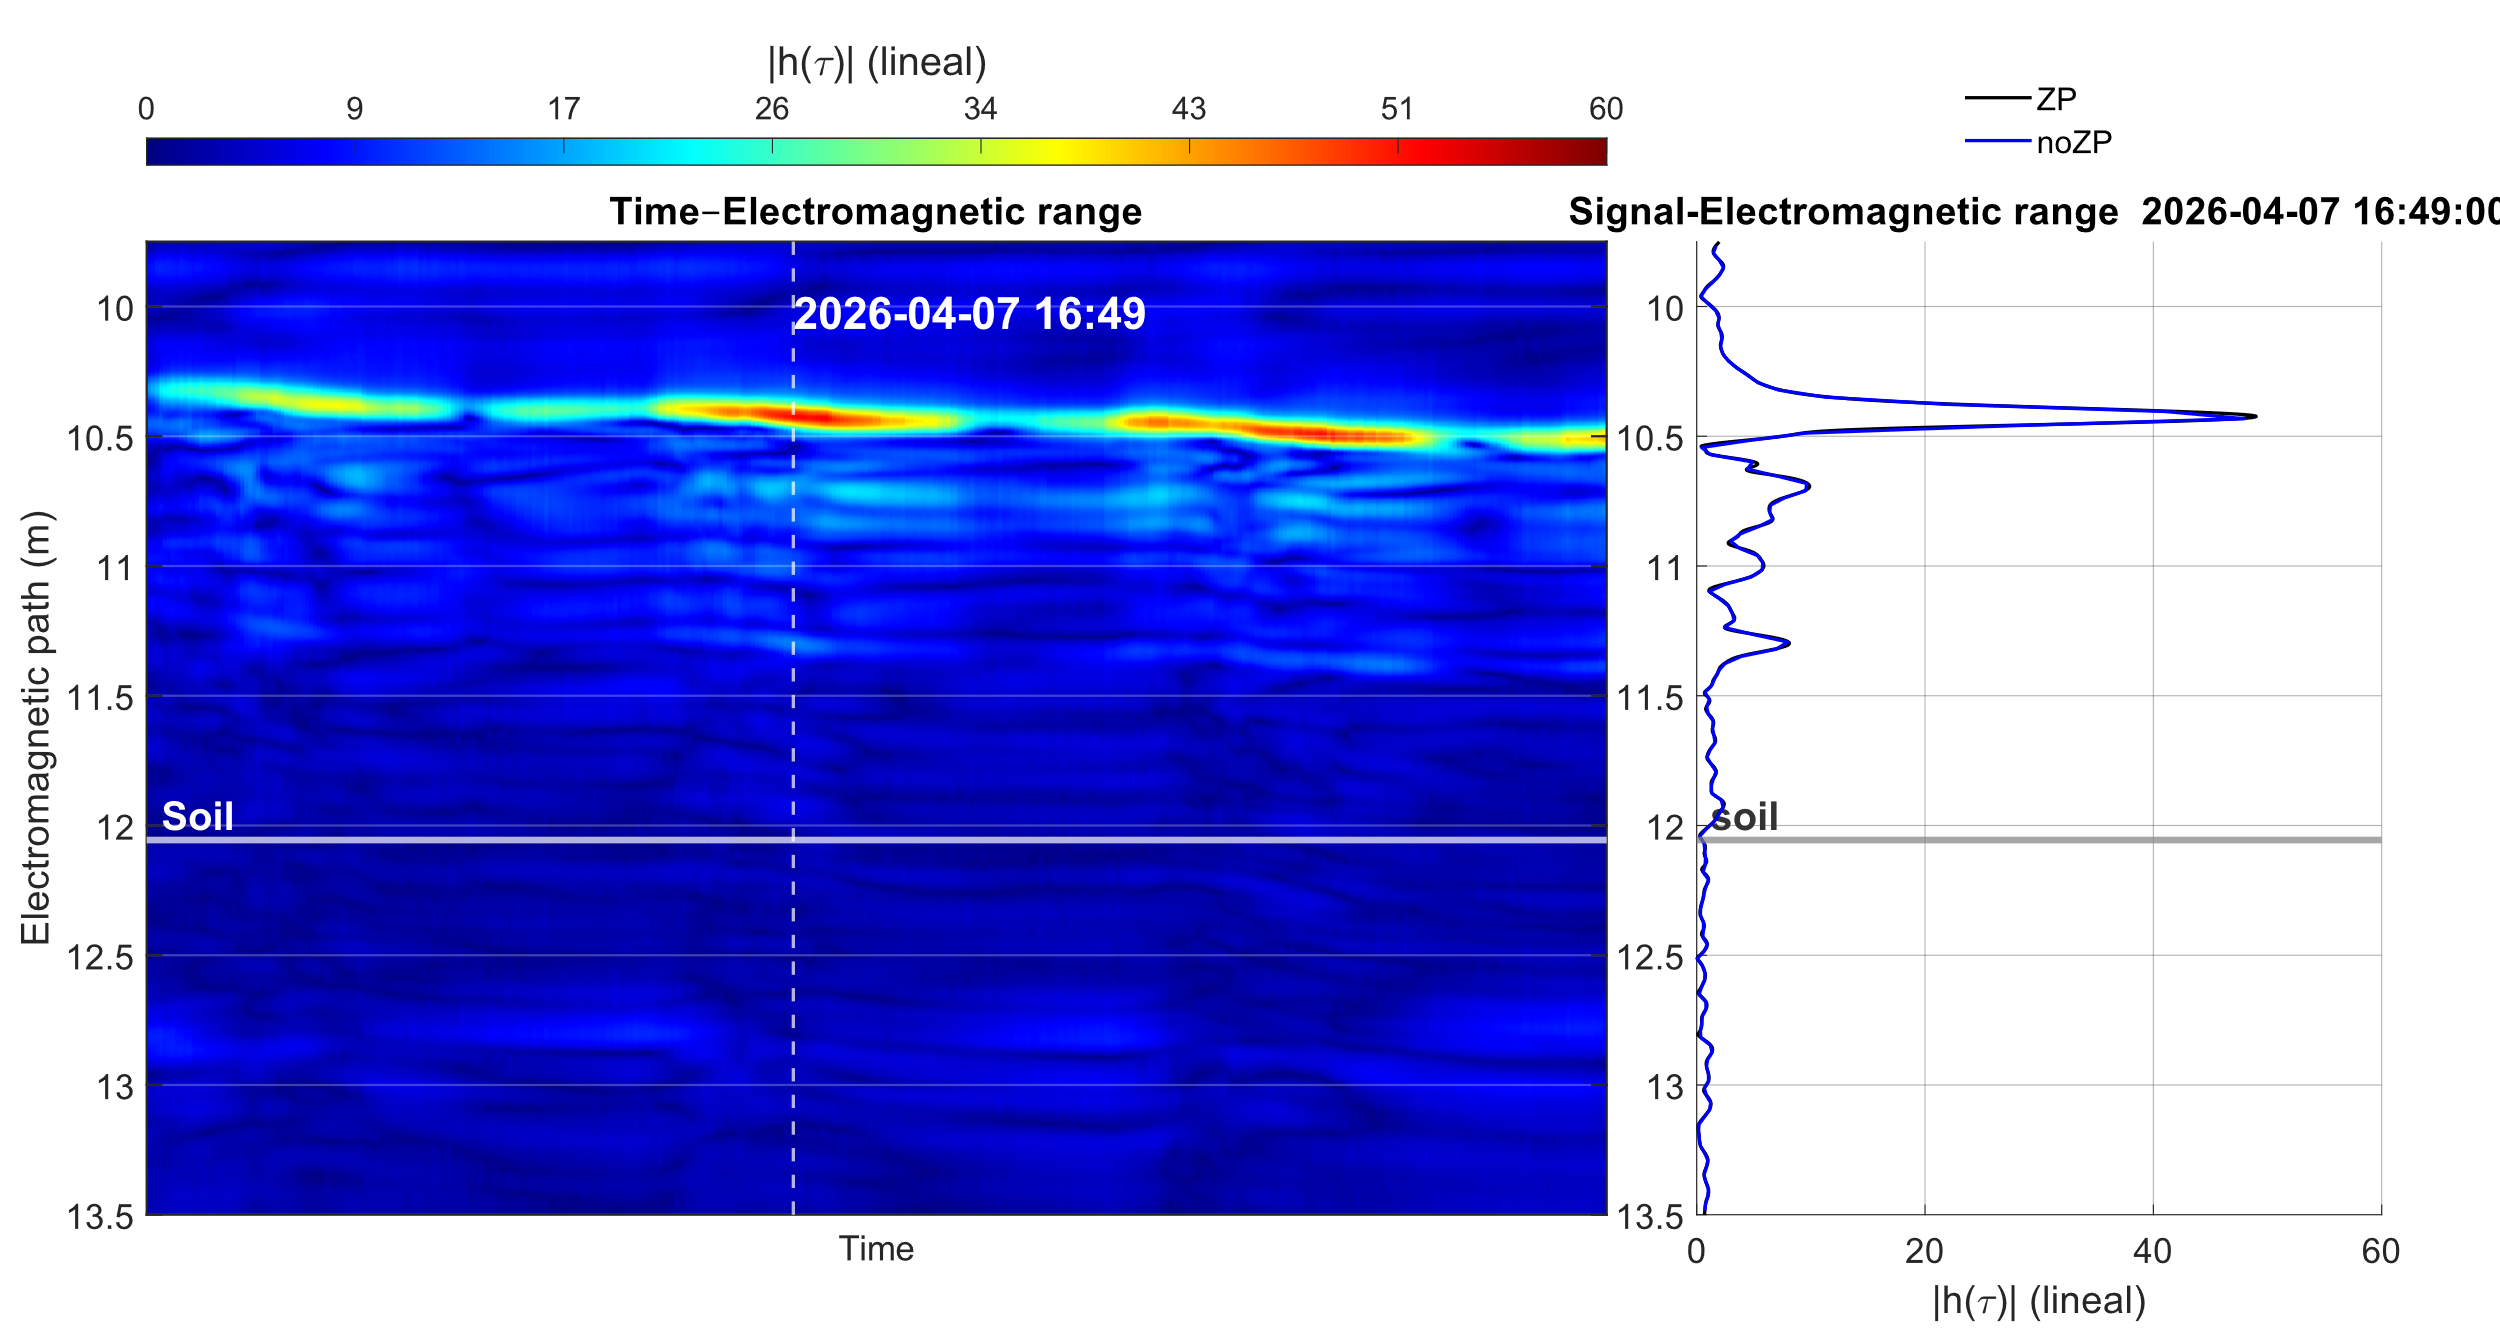 |h(τ)| (lineal)
0 9 17 26 34 43 51 60
ZP
noZP
Time–Electromagnetic range
Signal-Electromagnetic range 2026-04-07 16:49:00
2026-04-07 16:49
Electromagnetic path (m)
10
10.5
11
11.5
12
12.5
13
13.5
Soil
Time
10
10.5
11
11.5
12
12.5
13
13.5
Soil
0 20 40 60
|h(τ)| (lineal)